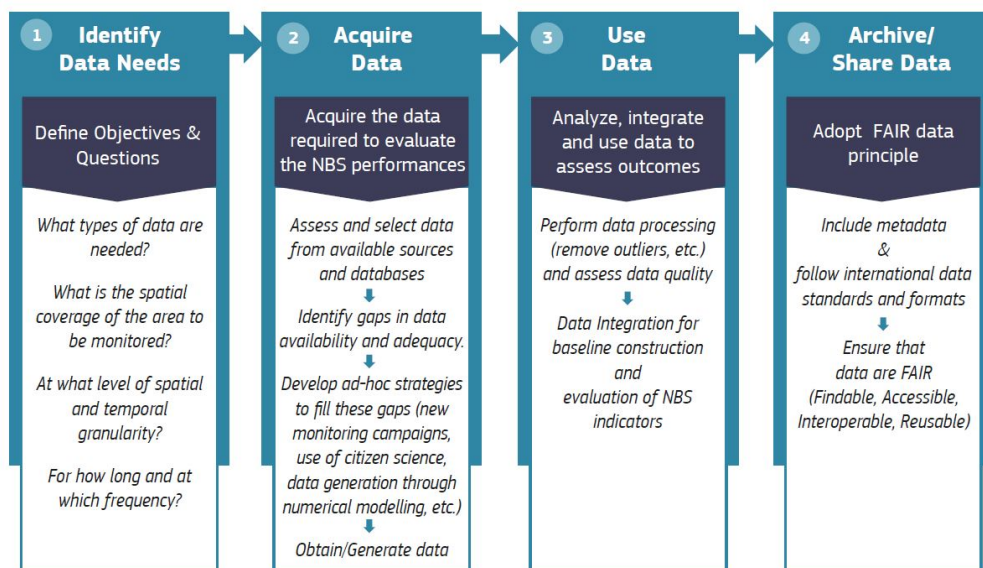 1
Identify
Data Needs
Define Objectives &
Questions
What types of data are
needed?
What is the spatial
coverage of the area to
be monitored?
At what level of spatial
and temporal
granularity?
For how long and at
which frequency?
2
Acquire
Data
Acquire the data
required to evaluate
the NBS performances
Assess and select data
from available sources
and databases
Identify gaps in data
availability and adequacy.
Develop ad-hoc strategies
to fill these gaps (new
monitoring campaigns,
use of citizen science,
data generation through
numerical modelling, etc.)
Obtain/Generate data
3
Use
Data
Analyze, integrate
and use data to
assess outcomes
Perform data processing
(remove outliers, etc.)
and assess data quality
Data Integration for
baseline construction
and
evaluation of NBS
indicators
4
Archive/
Share Data
Adopt FAIR data
principle
Include metadata
&
follow international data
standards and formats
Ensure that
data are FAIR
(Findable, Accessible,
Interoperable, Reusable)